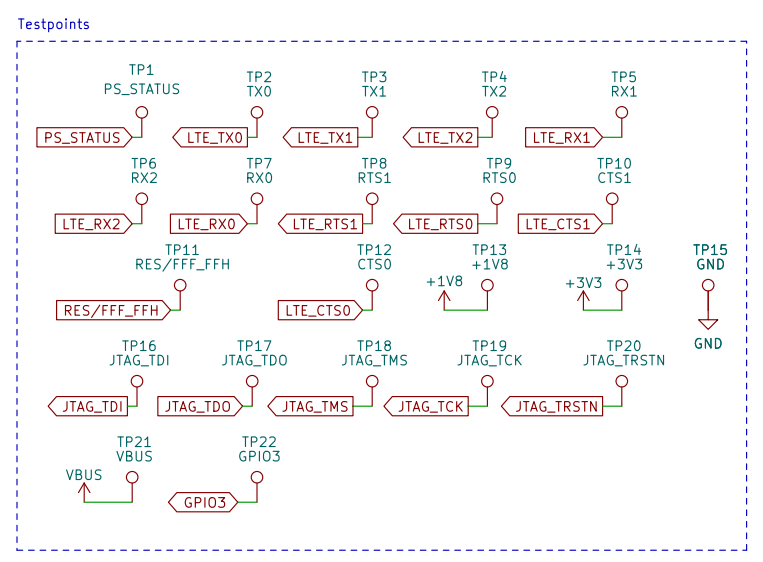 Testpoints
TP1
PS_STATUS
TP2
TX0
TP3
TX1
TP4
TX2
TP5
RX1
PS_STATUS
LTE_TX0
LTE_TX1
LTE_TX2
LTE_RX1
TP6
RX2
TP7
RX0
TP8
RTS1
TP9
RTS0
TP10
CTS1
LTE_RX2
LTE_RX0
LTE_RTS1
LTE_RTS0
LTE_CTS1
TP11
RES/FFF_FFH
TP12
CTS0
TP13
+1V8
TP14
+3V3
TP15
GND
+1V8
+3V3
RES/FFF_FFH
LTE_CTS0
GND
TP16
JTAG_TDI
TP17
JTAG_TDO
TP18
JTAG_TMS
TP19
JTAG_TCK
TP20
JTAG_TRSTN
JTAG_TDI
JTAG_TDO
JTAG_TMS
JTAG_TCK
JTAG_TRSTN
TP21
VBUS
TP22
GPIO3
VBUS
GPIO3